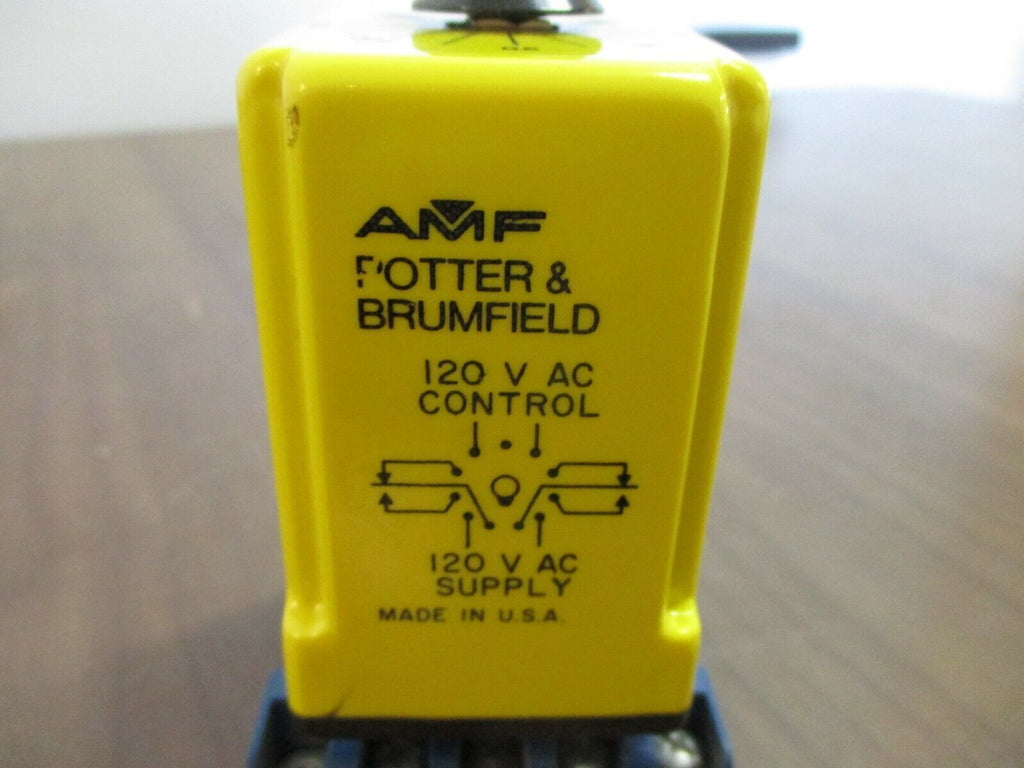 AMF
POTTER &
BRUMFIELD
120 V AC
CONTROL
120 V AC
SUPPLY
MADE IN U.S.A.